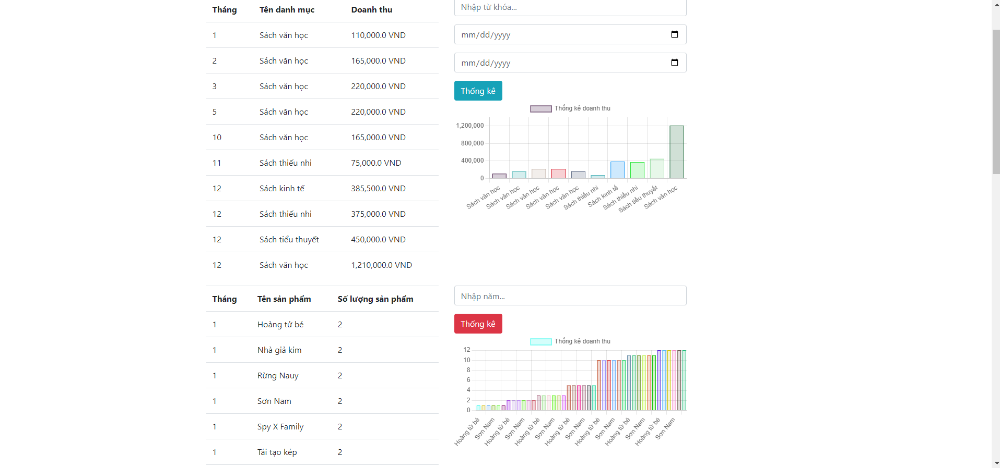 Tháng Tên danh mục Doanh thu
1 Sách văn học 110,000.0 VND
2 Sách văn học 165,000.0 VND
3 Sách văn học 220,000.0 VND
5 Sách văn học 220,000.0 VND
10 Sách văn học 165,000.0 VND
11 Sách thiếu nhi 75,000.0 VND
12 Sách kinh tế 385,500.0 VND
12 Sách thiếu nhi 375,000.0 VND
12 Sách tiểu thuyết 450,000.0 VND
12 Sách văn học 1,210,000.0 VND
Nhập từ khóa...
mm/dd/yyyy
mm/dd/yyyy
Thống kê
Thống kê doanh thu
1,200,000
800,000
400,000
0
Sách văn học
Sách văn học
Sách văn học
Sách văn học
Sách văn học
Sách thiếu nhi
Sách kinh tế
Sách thiếu nhi
Sách tiểu thuyết
Sách văn học
Tháng Tên sản phẩm Số lượng sản phẩm
1 Hoàng tử bé 2
1 Nhà giả kim 2
1 Rừng Nauy 2
1 Sơn Nam 2
1 Spy X Family 2
1 Tái tạo kép 2
Nhập năm...
Thống kê
Thống kê doanh thu
12
10
8
6
4
2
0
Hoàng tử bé
Sơn Nam
Hoàng tử bé
Sơn Nam
Hoàng tử bé
Sơn Nam
Hoàng tử bé
Sơn Nam
Hoàng tử bé
Sơn Nam
Hoàng tử bé
Sơn Nam
Hoàng tử bé
Sơn Nam